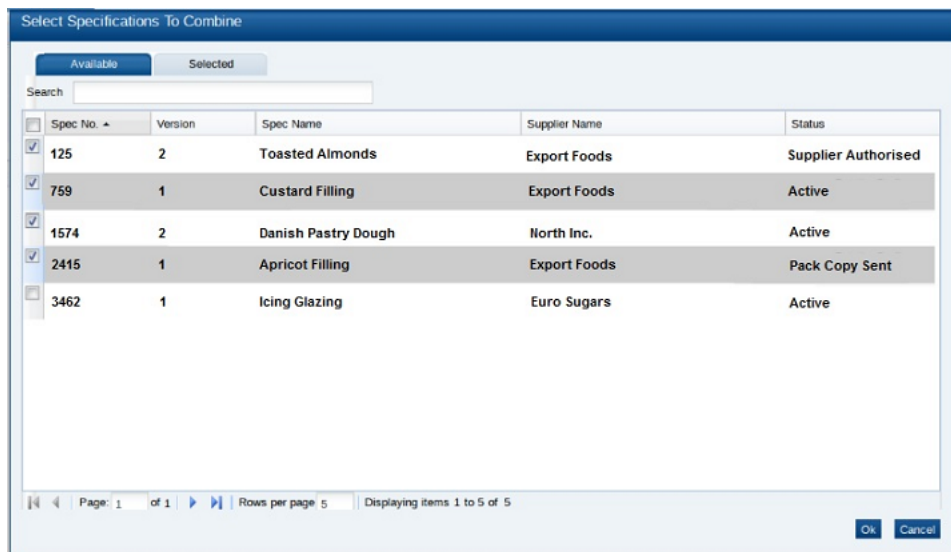 Select Specifications To Combine
Available Selected
Search
Spec No. Version Spec Name Supplier Name Status
125 2 Toasted Almonds Export Foods Supplier Authorised
759 1 Custard Filling Export Foods Active
1574 2 Danish Pastry Dough North Inc. Active
2415 1 Apricot Filling Export Foods Pack Copy Sent
3462 1 Icing Glazing Euro Sugars Active
Page: 1 of 1 Rows per page 5 Displaying items 1 to 5 of 5
Ok Cancel